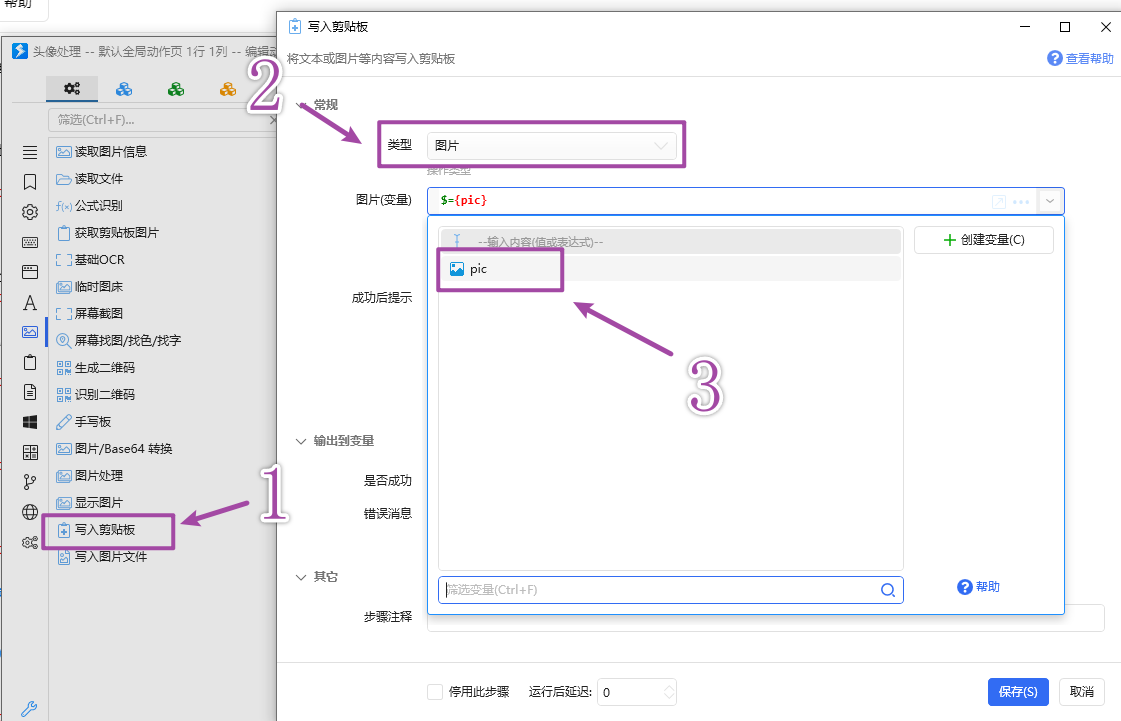 帮助
头像处理 -- 默认全局动作页 1行 1列 -- 编辑动
筛选(Ctrl+F)...
读取图片信息
读取文件
f(x) 公式识别
获取剪贴板图片
基础OCR
临时图床
屏幕截图
屏幕找图/找色/找字
生成二维码
识别二维码
手写板
图片/Base64 转换
图片处理
显示图片
写入剪贴板
写入图片文件
1
写入剪贴板
将文本或图片等内容写入剪贴板
查看帮助
2
常规
类型
图片
操作类型
图片(变量)
$={pic}
--输入内容(值或表达式)--
创建变量(C)
pic
3
成功后提示
输出到变量
是否成功
错误消息
筛选变量(Ctrl+F)
帮助
其它
步骤注释
停用此步骤
运行后延迟:
0
保存(S)
取消